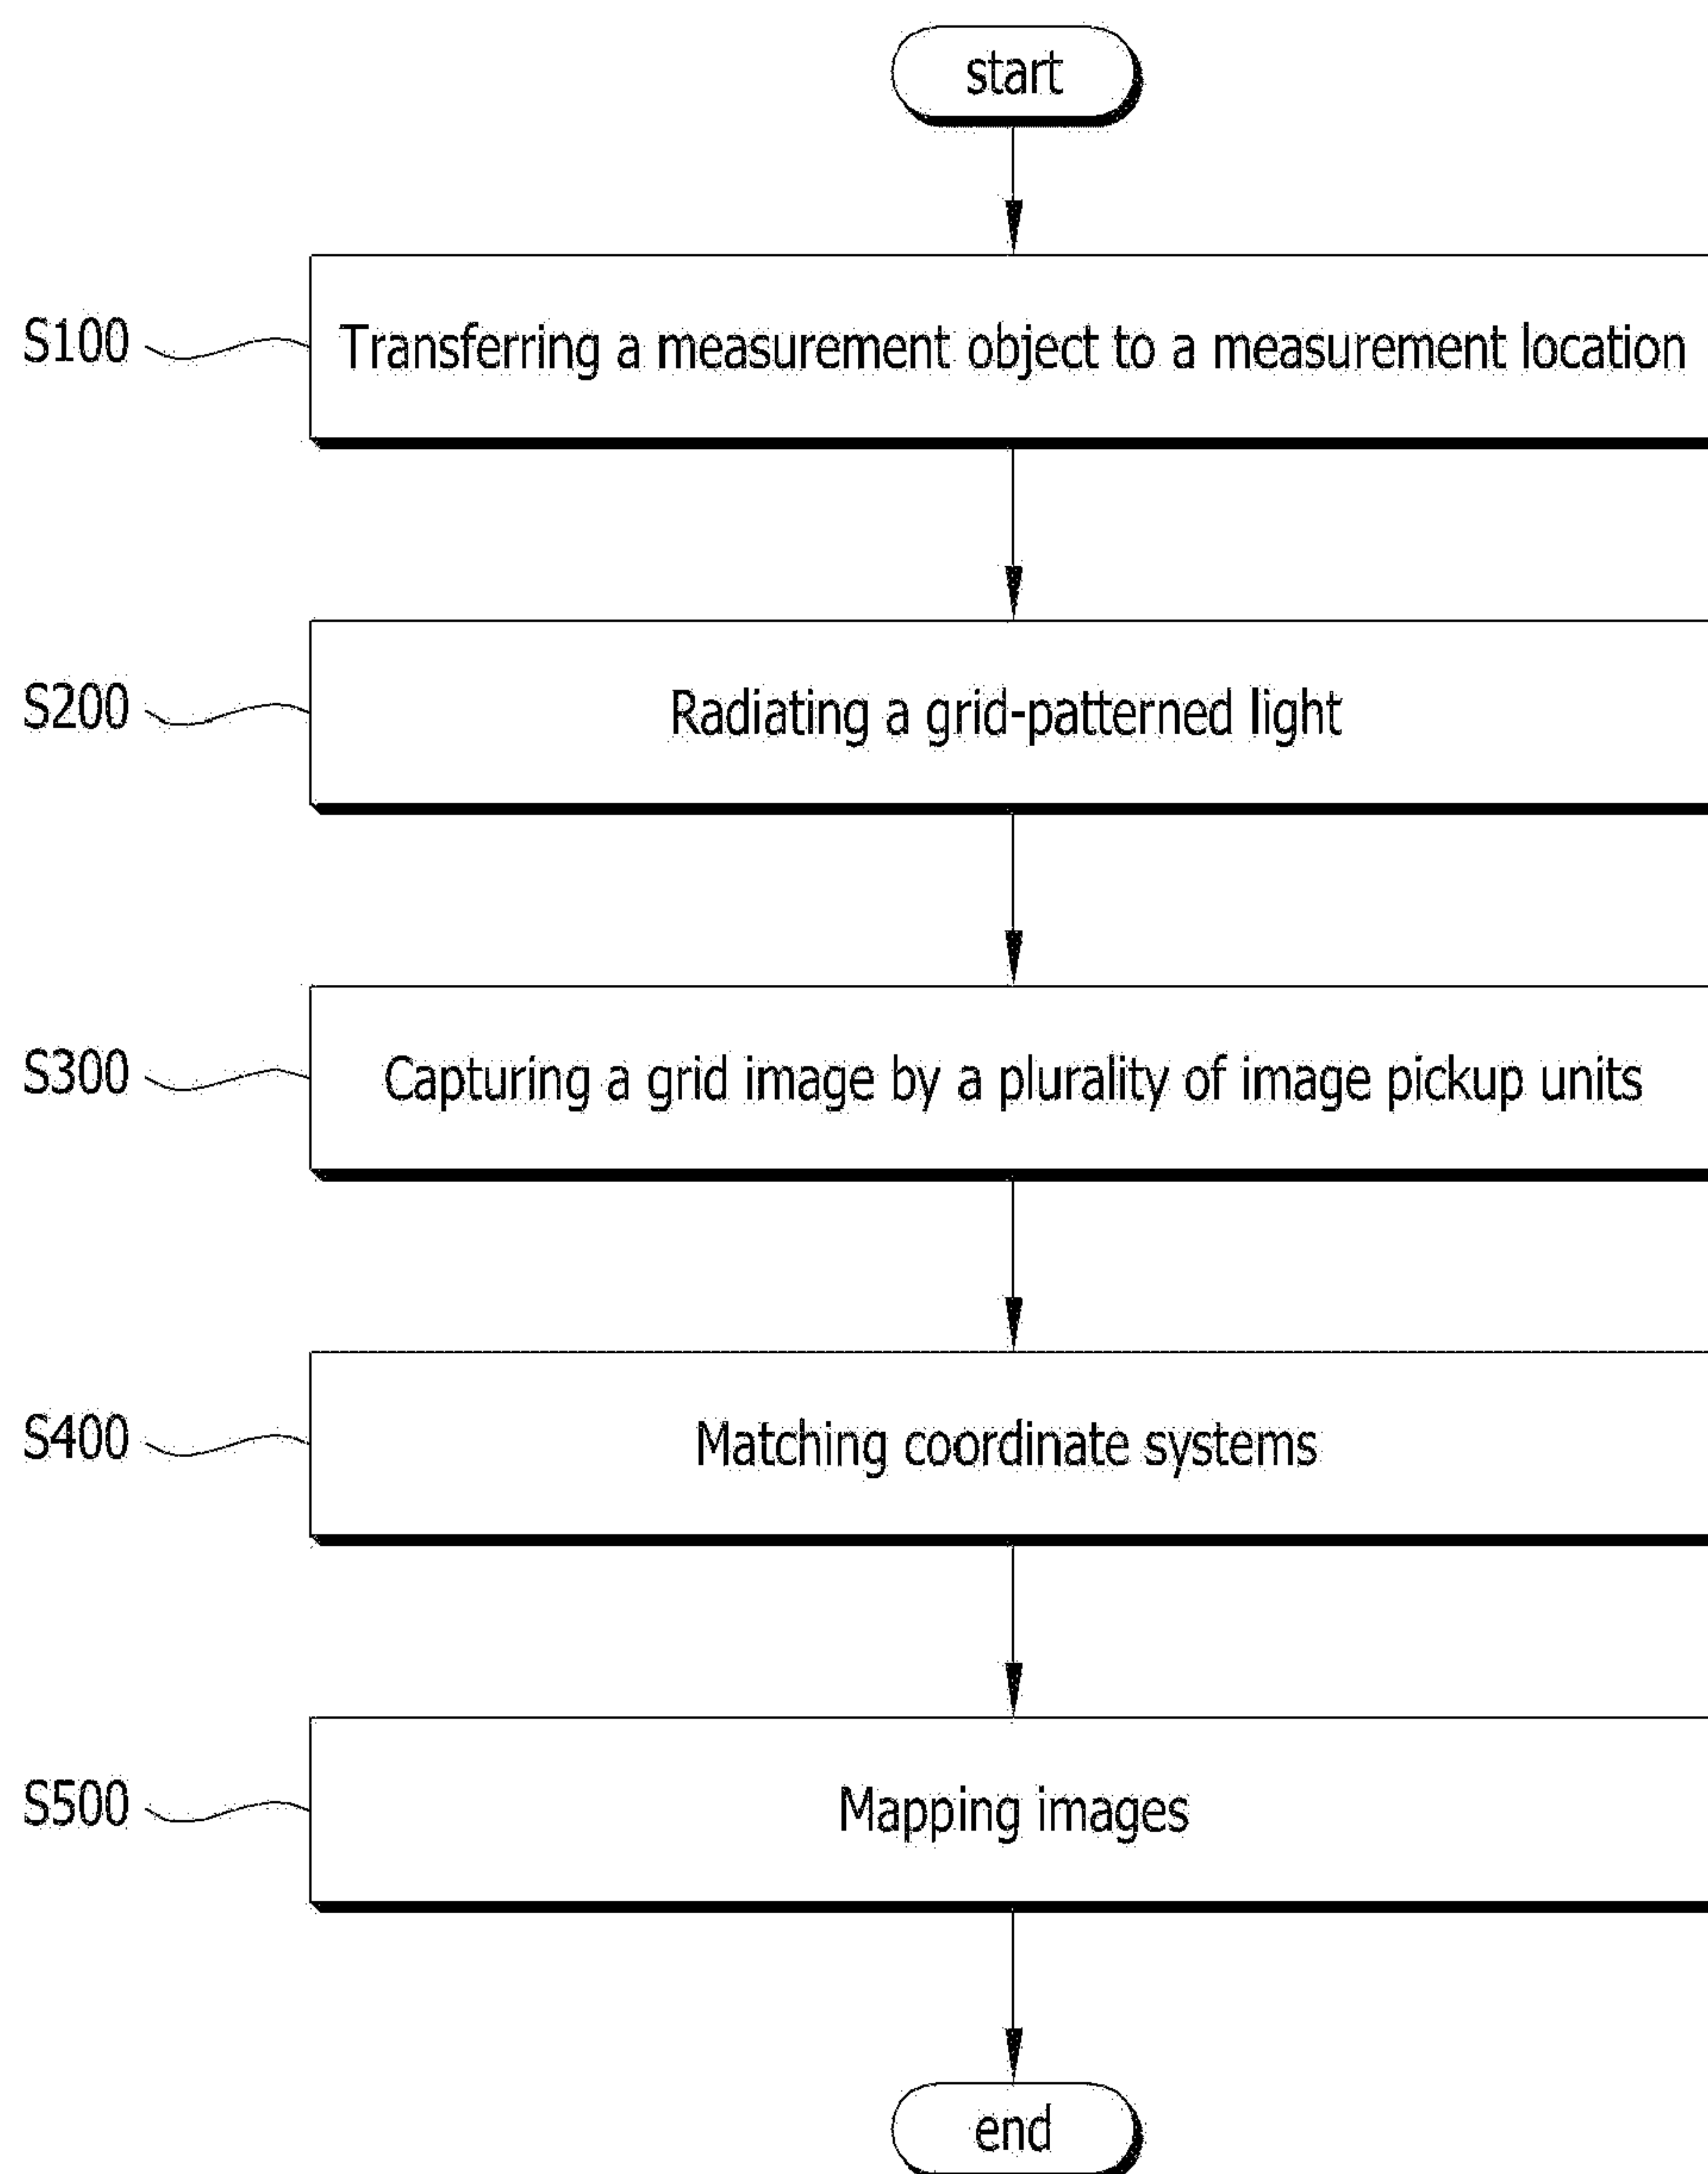 start
S100
Transferring a measurement object to a measurement location
S200
Radiating a grid-patterned light
S300
Capturing a grid image by a plurality of image pickup units
S400
Matching coordinate systems
S500
Mapping images
end